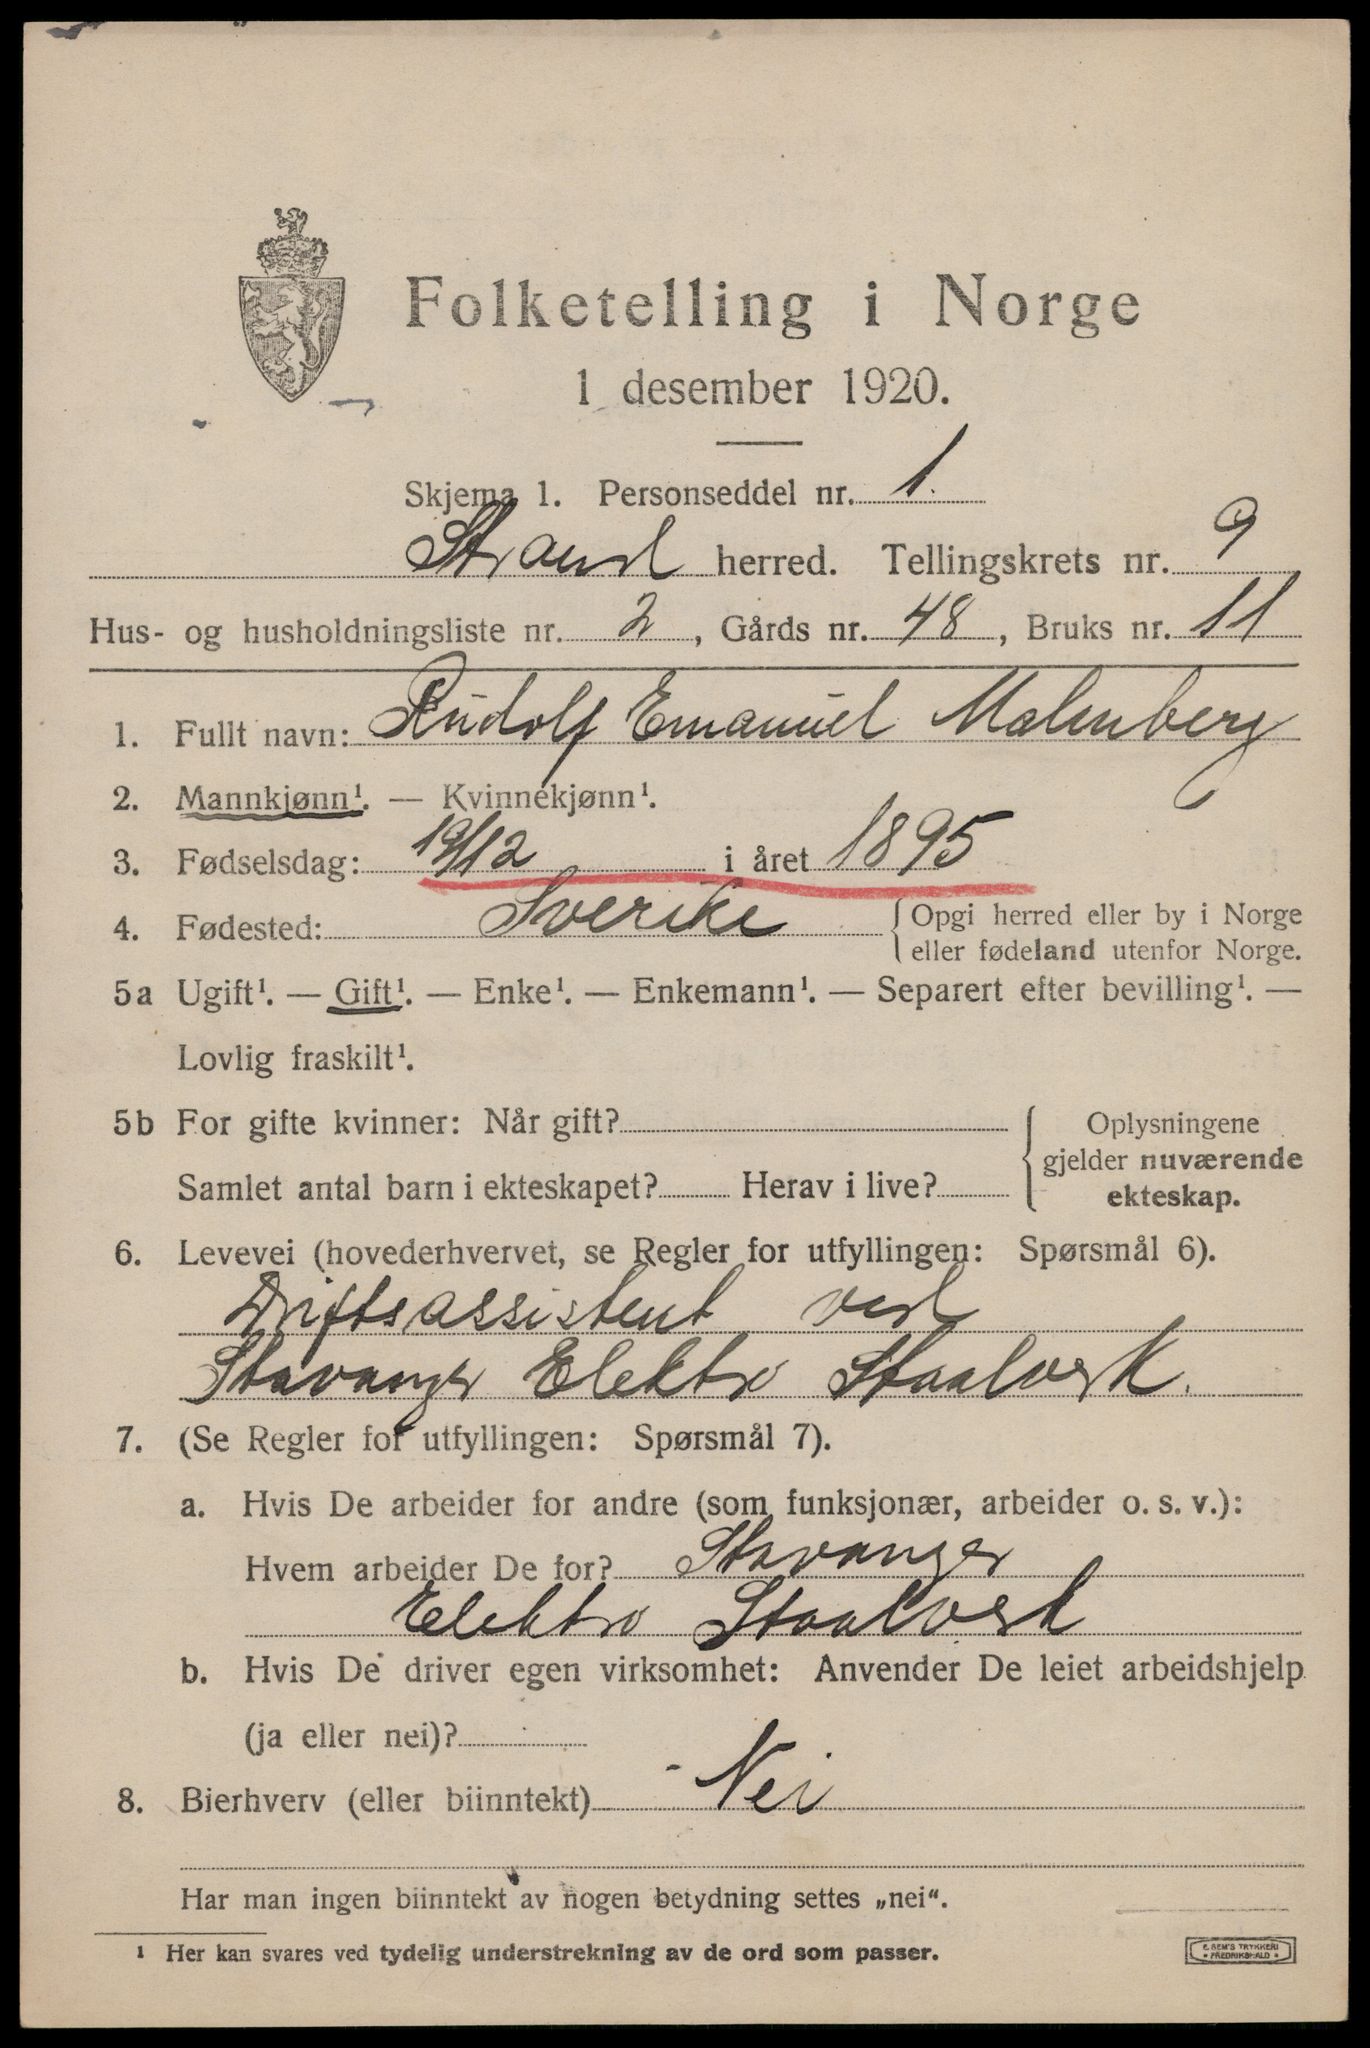 Folketelling i Norge
1 desember 1920.
Skjema 1. Personseddel nr. 1.
Strand herred. Tellingskrets nr. 9
Hus- og husholdningsliste nr. 2, Gårds nr. 48, Bruks nr. 11
1. Fullt navn: Rudolf Emanuel Malmberg
2. Mannkjønn¹. — Kvinnekjønn¹.
3. Fødselsdag: 19/12 i året 1895
4. Fødested: Sverike { Opgi herred eller by i Norge
eller fødeland utenfor Norge.
5a Ugift¹. — Gift¹. — Enke¹. — Enkemann¹. — Separert efter bevilling¹. —
Lovlig fraskilt¹.
5b For gifte kvinner: Når gift? { Oplysningene
gjelder nuværende
Samlet antal barn i ekteskapet? Herav i live? ekteskap.
6. Levevei (hovederhvervet, se Regler for utfyllingen: Spørsmål 6).
Driftsassistent ved
Stavanger Elektro Staalverk.
7. (Se Regler for utfyllingen: Spørsmål 7).
a. Hvis De arbeider for andre (som funksjonær, arbeider o. s. v.):
Hvem arbeider De for? Stavanger
Elektro Staalverk
b. Hvis De driver egen virksomhet: Anvender De leiet arbeidshjelp
(ja eller nei)?
8. Bierhverv (eller biinntekt) Nei
Har man ingen biinntekt av nogen betydning settes „nei“.
¹ Her kan svares ved tydelig understrekning av de ord som passer.
E. SEM'S TRYKKERI
* FREDRIKSHALD *